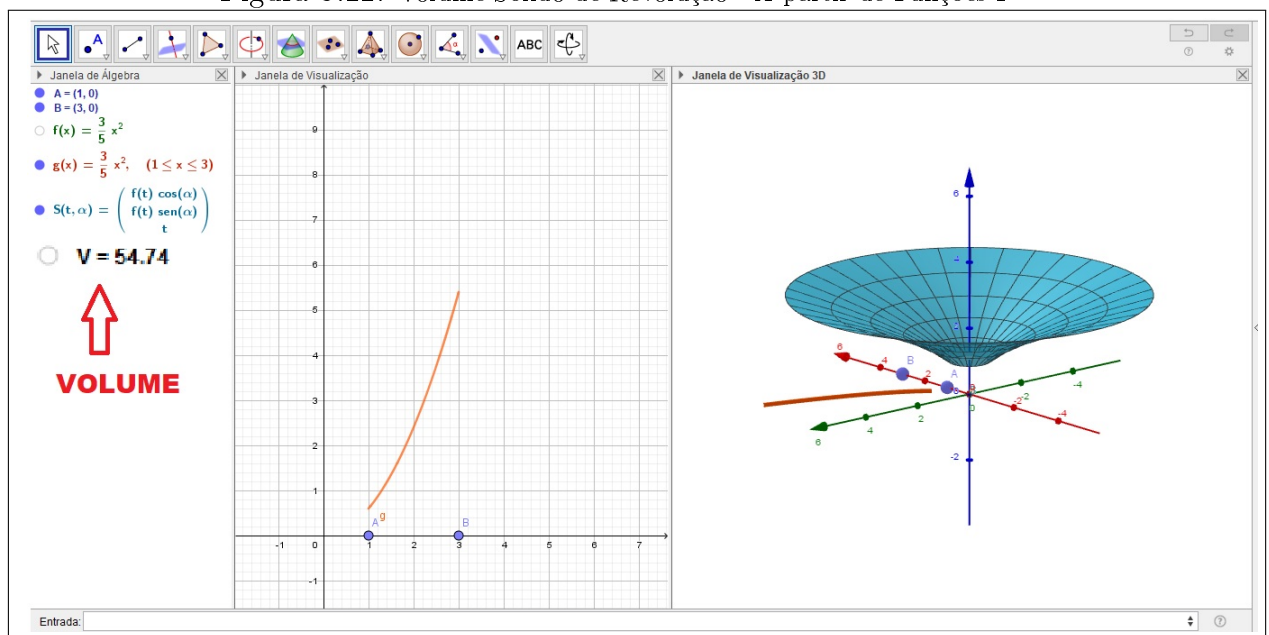 Figura 3.22: Volume Sólido de Revolução - A partir de Funções 1
ABC
Janela de Álgebra
Janela de Visualização
Janela de Visualização 3D
A = (1, 0)
B = (3, 0)
f(x) = 3/5 x²
g(x) = 3/5 x², (1 ≤ x ≤ 3)
S(t, α) = ( f(t) cos(α)
f(t) sen(α)
t )
V = 54.74
VOLUME
9
8
7
6
5
4
3
2
1
A g
B
-1 0 1 2 3 4 5 6 7
-1
6
4
6 4 B 2 A
-2 -4
-2 -4
0
2
4
6
-2
Entrada: